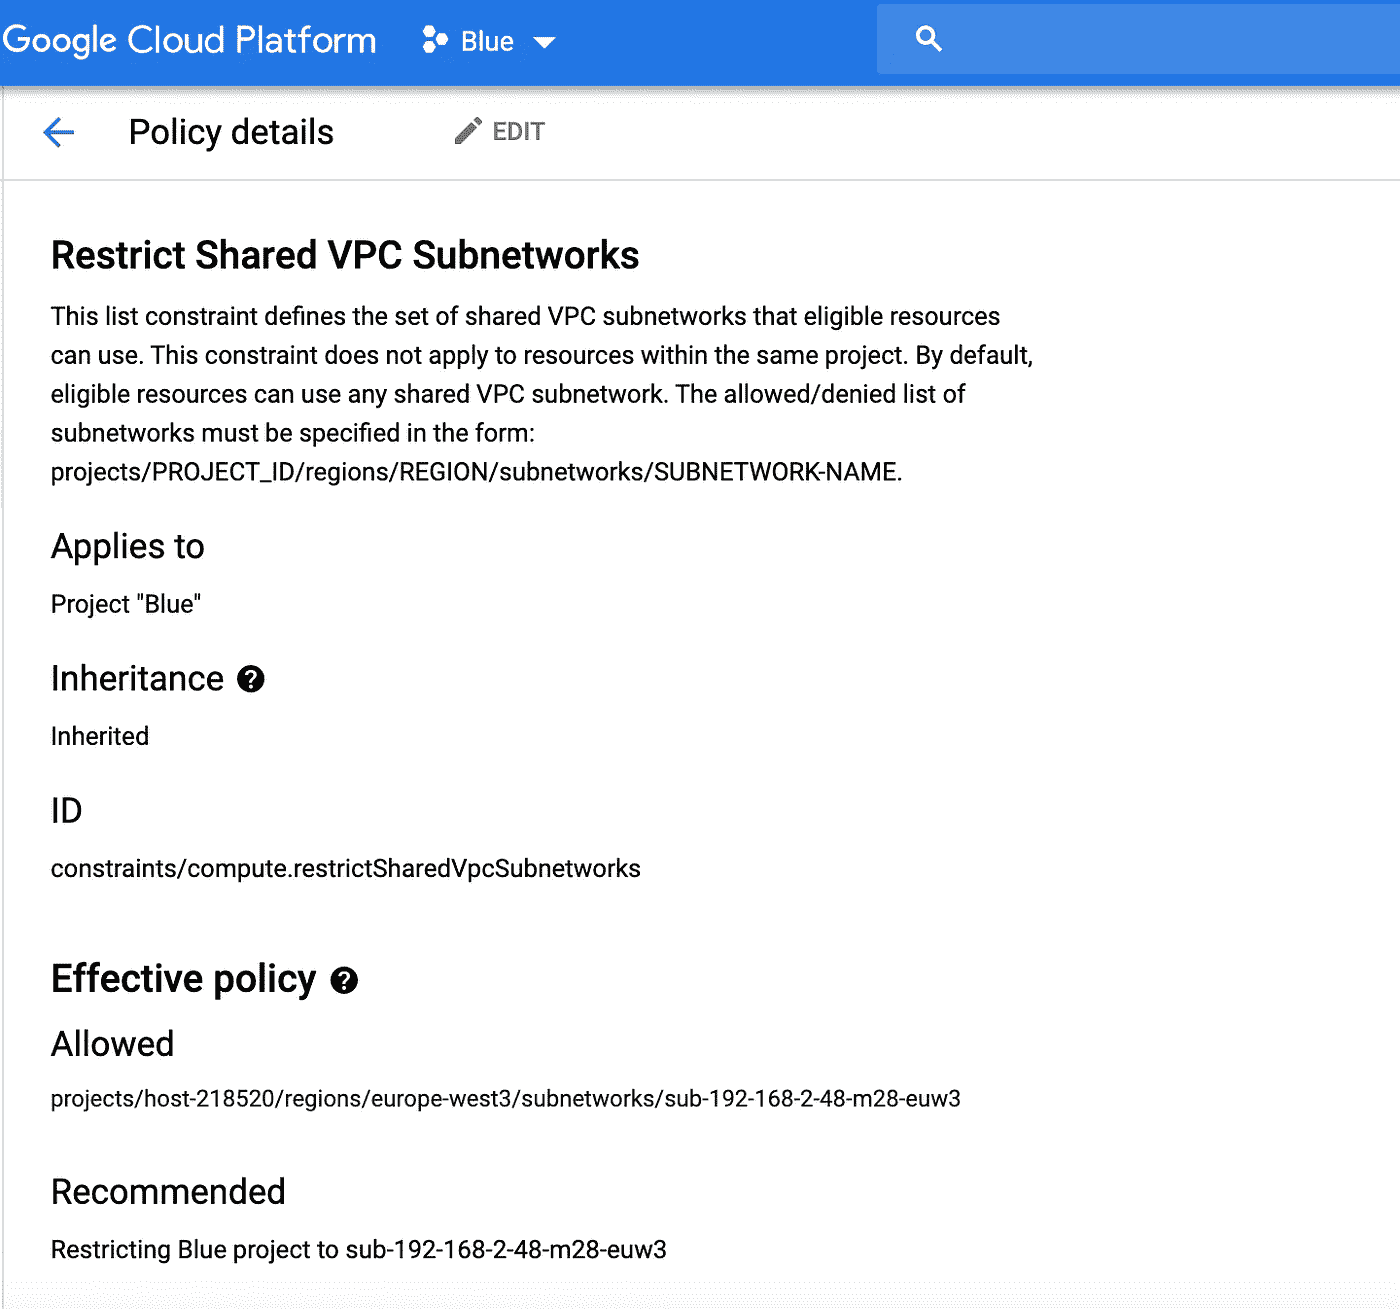 Google Cloud Platform
Blue
Policy details
EDIT
Restrict Shared VPC Subnetworks
This list constraint defines the set of shared VPC subnetworks that eligible resources
can use. This constraint does not apply to resources within the same project. By default,
eligible resources can use any shared VPC subnetwork. The allowed/denied list of
subnetworks must be specified in the form:
projects/PROJECT_ID/regions/REGION/subnetworks/SUBNETWORK-NAME.
Applies to
Project "Blue"
Inheritance ?
Inherited
ID
constraints/compute.restrictSharedVpcSubnetworks
Effective policy ?
Allowed
projects/host-218520/regions/europe-west3/subnetworks/sub-192-168-2-48-m28-euw3
Recommended
Restricting Blue project to sub-192-168-2-48-m28-euw3